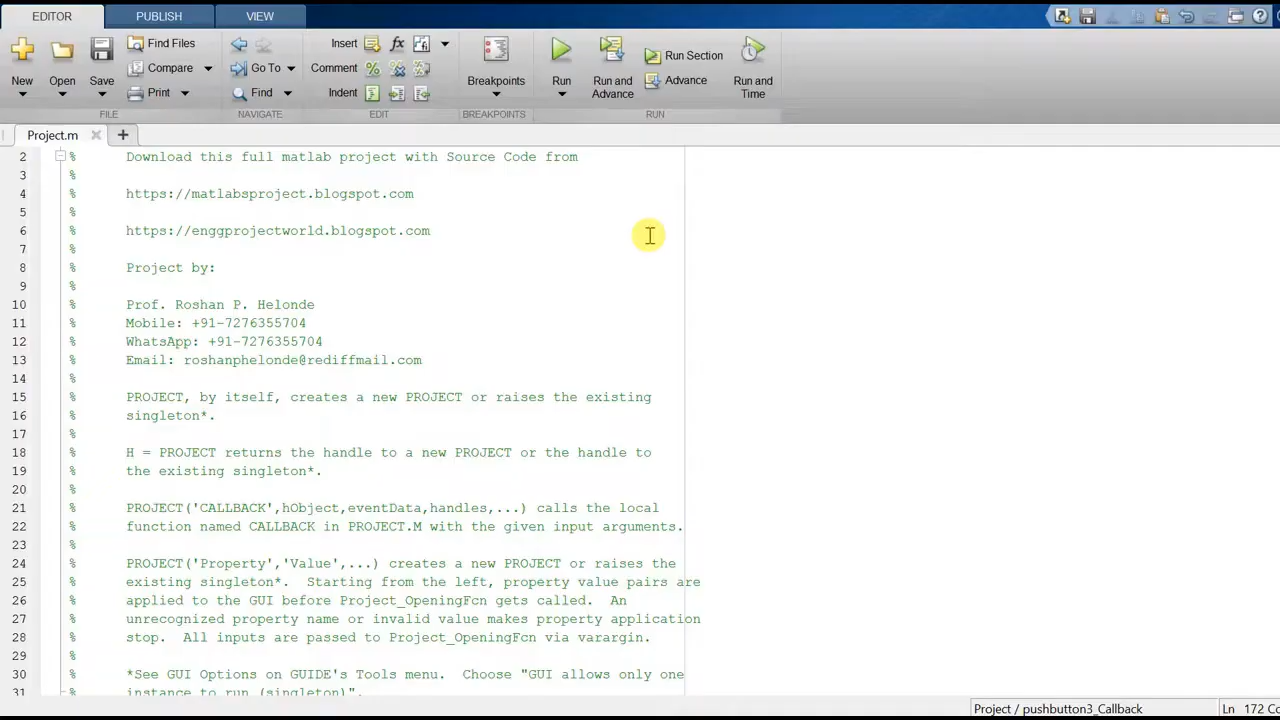 EDITOR PUBLISH VIEW
New Open Save Find Files Compare Print
FILE
Go To Find
NAVIGATE
Insert fx
Comment % %
Indent
EDIT
Breakpoints
BREAKPOINTS
Run Run and Advance Run Section Advance Run and Time
RUN
Project.m
2 % Download this full matlab project with Source Code from
3 %
4 % https://matlabsproject.blogspot.com
5 %
6 % https://enggprojectworld.blogspot.com
7 %
8 % Project by:
9 %
10 % Prof. Roshan P. Helonde
11 % Mobile: +91-7276355704
12 % WhatsApp: +91-7276355704
13 % Email: roshanphelonde@rediffmail.com
14 %
15 % PROJECT, by itself, creates a new PROJECT or raises the existing
16 % singleton*.
17 %
18 % H = PROJECT returns the handle to a new PROJECT or the handle to
19 % the existing singleton*.
20 %
21 % PROJECT('CALLBACK',hObject,eventData,handles,...) calls the local
22 % function named CALLBACK in PROJECT.M with the given input arguments.
23 %
24 % PROJECT('Property','Value',...) creates a new PROJECT or raises the
25 % existing singleton*. Starting from the left, property value pairs are
26 % applied to the GUI before Project_OpeningFcn gets called. An
27 % unrecognized property name or invalid value makes property application
28 % stop. All inputs are passed to Project_OpeningFcn via varargin.
29 %
30 % *See GUI Options on GUIDE's Tools menu. Choose "GUI allows only one
31 % instance to run (singleton)".
Project / pushbutton3_Callback Ln 172 Co